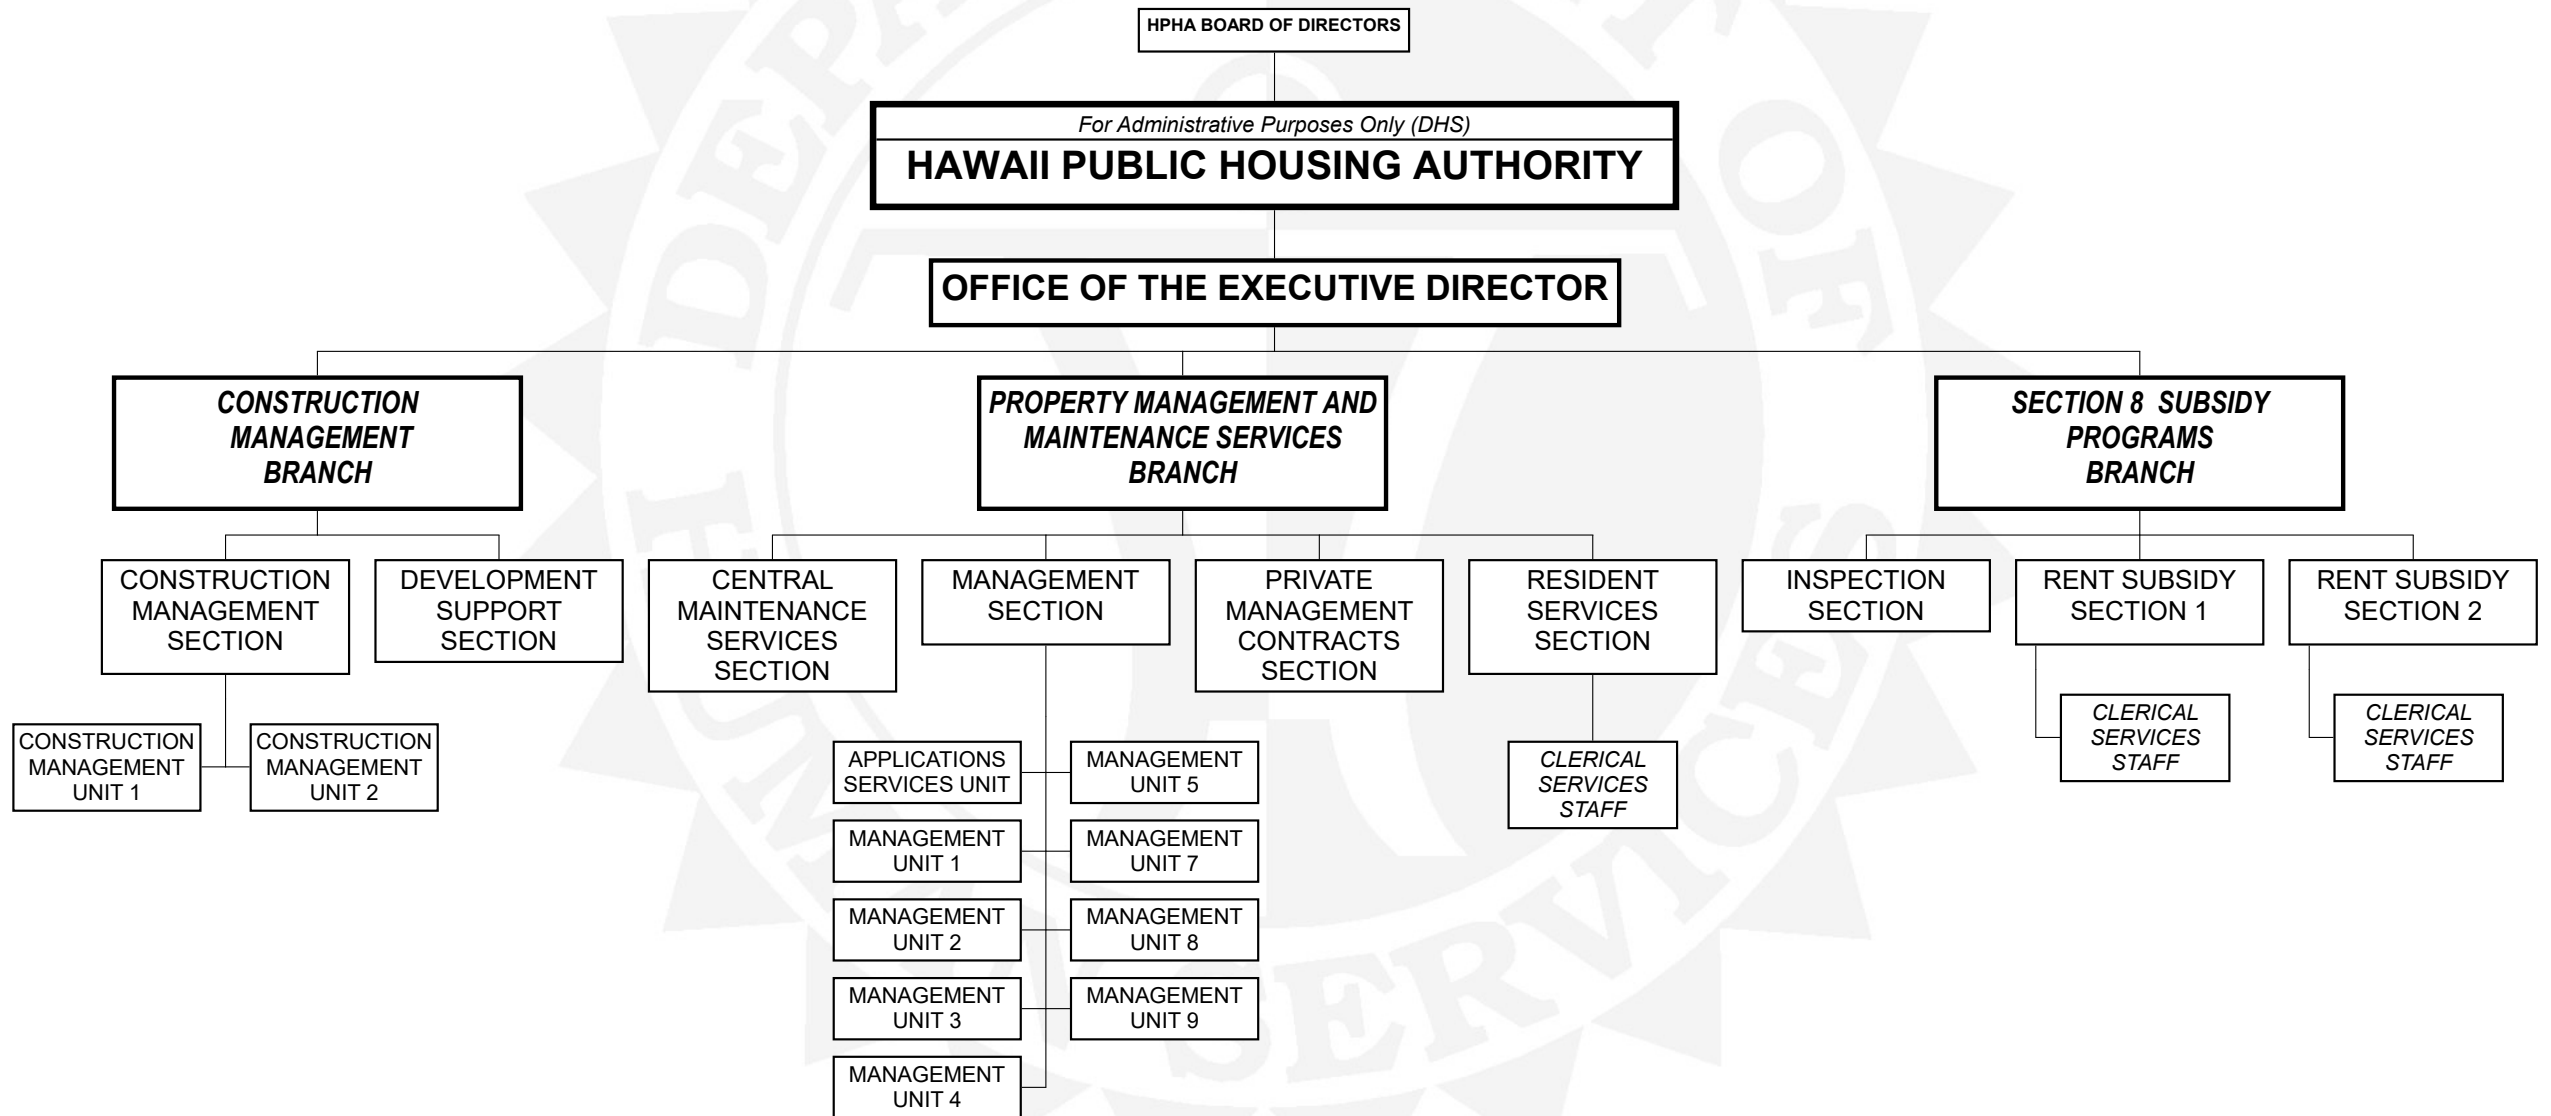 HPHA BOARD OF DIRECTORS
For Administrative Purposes Only (DHS)
HAWAII PUBLIC HOUSING AUTHORITY
OFFICE OF THE EXECUTIVE DIRECTOR
CONSTRUCTION
MANAGEMENT
BRANCH
PROPERTY MANAGEMENT AND
MAINTENANCE SERVICES
BRANCH
SECTION 8 SUBSIDY
PROGRAMS
BRANCH
CONSTRUCTION
MANAGEMENT
SECTION
DEVELOPMENT
SUPPORT
SECTION
CENTRAL
MAINTENANCE
SERVICES
SECTION
MANAGEMENT
SECTION
PRIVATE
MANAGEMENT
CONTRACTS
SECTION
RESIDENT
SERVICES
SECTION
INSPECTION
SECTION
RENT SUBSIDY
SECTION 1
RENT SUBSIDY
SECTION 2
CONSTRUCTION
MANAGEMENT
UNIT 1
CONSTRUCTION
MANAGEMENT
UNIT 2
APPLICATIONS
SERVICES UNIT
MANAGEMENT
UNIT 5
MANAGEMENT
UNIT 1
MANAGEMENT
UNIT 7
MANAGEMENT
UNIT 2
MANAGEMENT
UNIT 8
MANAGEMENT
UNIT 3
MANAGEMENT
UNIT 9
MANAGEMENT
UNIT 4
CLERICAL
SERVICES
STAFF
CLERICAL
SERVICES
STAFF
CLERICAL
SERVICES
STAFF
OF
SERVICES